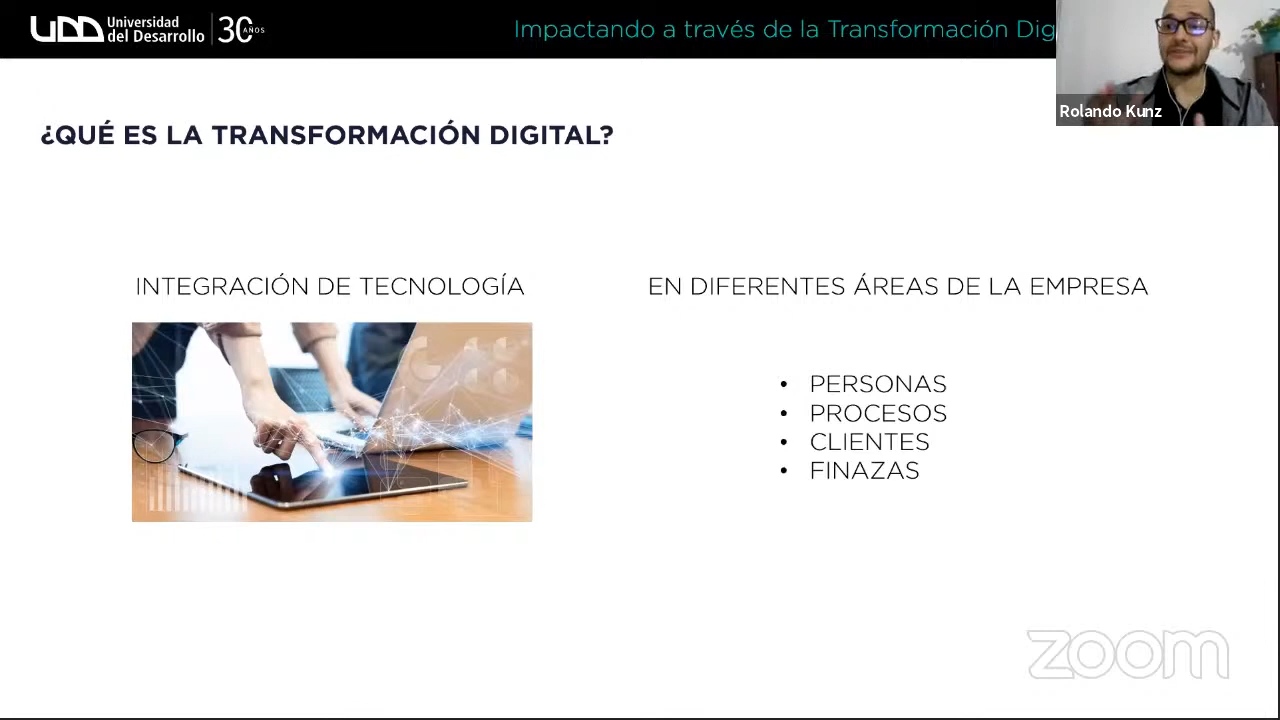 UDD Universidad del Desarrollo 30 AÑOS
Impactando a través de la Transformación Dig
Rolando Kunz
¿QUÉ ES LA TRANSFORMACIÓN DIGITAL?
INTEGRACIÓN DE TECNOLOGÍA
EN DIFERENTES ÁREAS DE LA EMPRESA
• PERSONAS
• PROCESOS
• CLIENTES
• FINAZAS
zoom